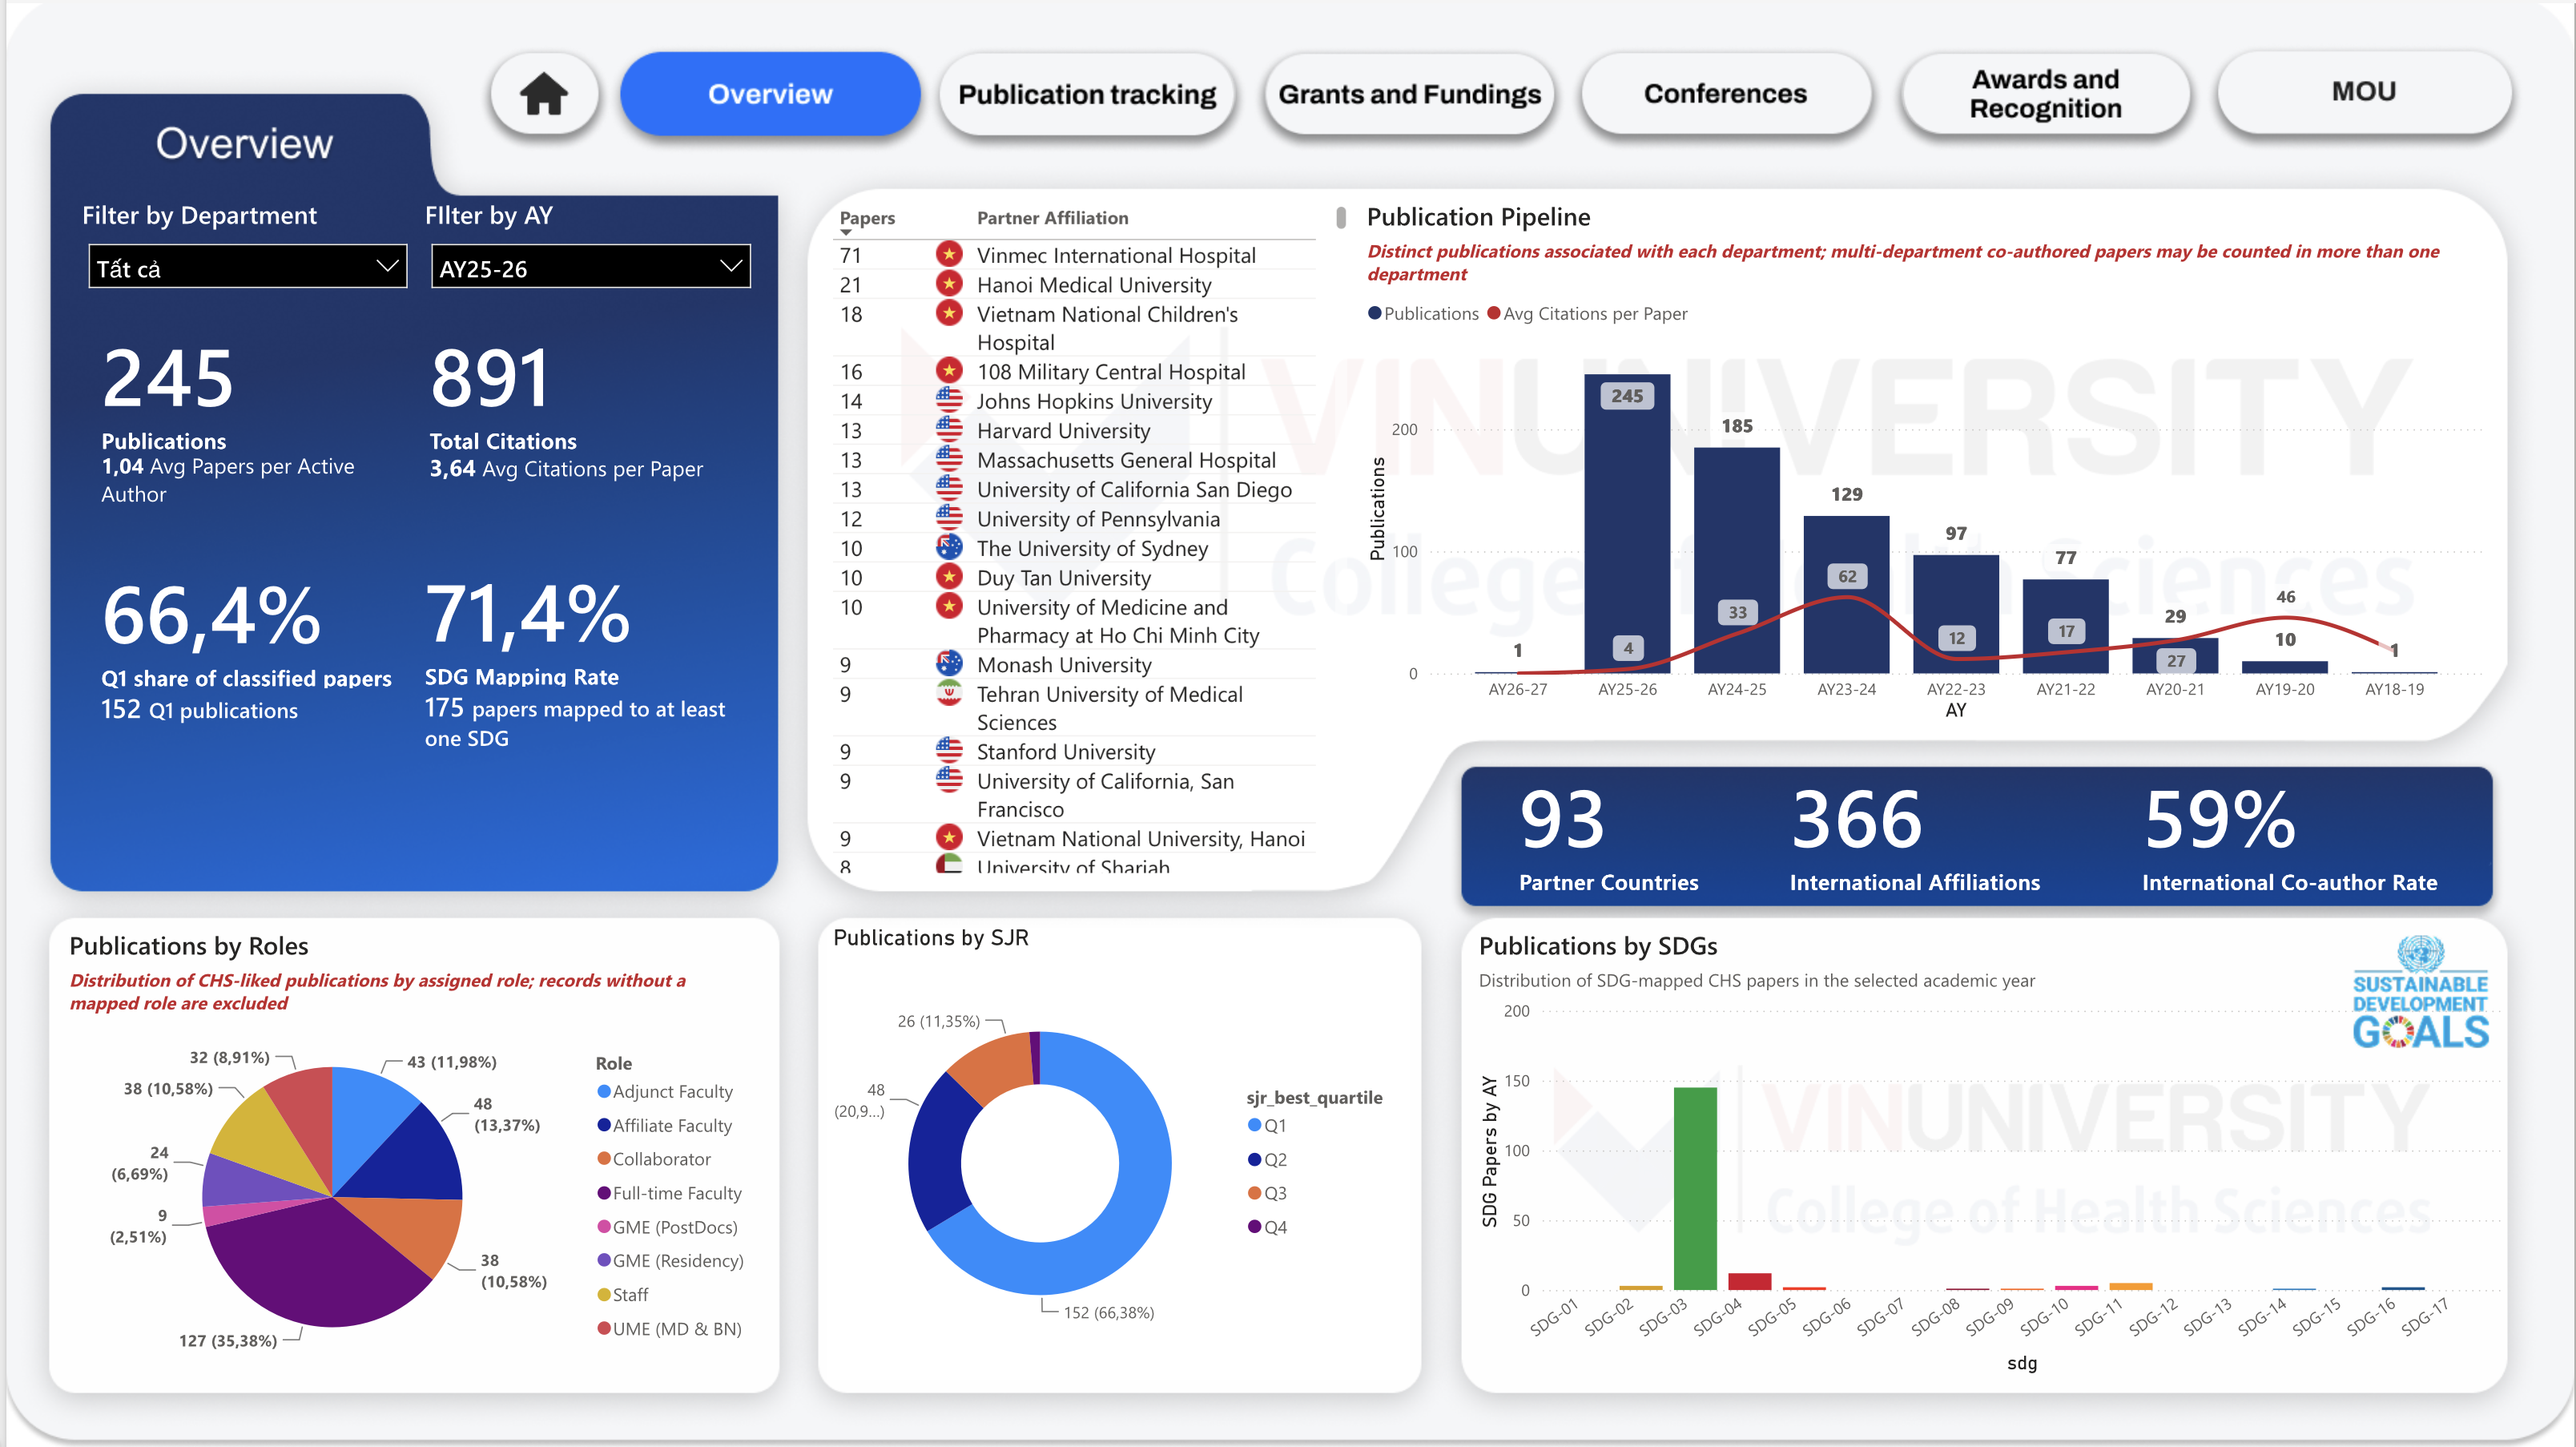 Overview
Publication tracking
Grants and Fundings
Conferences
Awards and
Recognition
MOU
Overview
Filter by Department
FIlter by AY
Tất cả
AY25-26
245
Publications
1,04 Avg Papers per Active
Author
891
Total Citations
3,64 Avg Citations per Paper
66,4%
Q1 share of classified papers
152 Q1 publications
71,4%
SDG Mapping Rate
175 papers mapped to at least
one SDG
Papers Partner Affiliation
71 Vinmec International Hospital
21 Hanoi Medical University
18 Vietnam National Children's
Hospital
16 108 Military Central Hospital
14 Johns Hopkins University
13 Harvard University
13 Massachusetts General Hospital
13 University of California San Diego
12 University of Pennsylvania
10 The University of Sydney
10 Duy Tan University
10 University of Medicine and
Pharmacy at Ho Chi Minh City
9 Monash University
9 Tehran University of Medical
Sciences
9 Stanford University
9 University of California, San
Francisco
9 Vietnam National University, Hanoi
8 University of Sharjah
Publication Pipeline
Distinct publications associated with each department; multi-department co-authored papers may be counted in more than one
department
Publications Avg Citations per Paper
VINUNIVERSITY
College of Health Sciences
Publications
200
100
0
1
245
4
185
33
129
62
97
12
77
17
29
27
46
10
1
AY26-27 AY25-26 AY24-25 AY23-24 AY22-23 AY21-22 AY20-21 AY19-20 AY18-19
AY
93
Partner Countries
366
International Affiliations
59%
International Co-author Rate
Publications by Roles
Distribution of CHS-liked publications by assigned role; records without a
mapped role are excluded
32 (8,91%)
43 (11,98%)
38 (10,58%)
48
(13,37%)
24
(6,69%)
9
(2,51%)
38
(10,58%)
127 (35,38%)
Role
Adjunct Faculty
Affiliate Faculty
Collaborator
Full-time Faculty
GME (PostDocs)
GME (Residency)
Staff
UME (MD & BN)
Publications by SJR
26 (11,35%)
48
(20,9...)
152 (66,38%)
sjr_best_quartile
Q1
Q2
Q3
Q4
Publications by SDGs
Distribution of SDG-mapped CHS papers in the selected academic year
SUSTAINABLE
DEVELOPMENT
GOALS
VINUNIVERSITY
College of Health Sciences
SDG Papers by AY
200
150
100
50
0
SDG-01 SDG-02 SDG-03 SDG-04 SDG-05 SDG-06 SDG-07 SDG-08 SDG-09 SDG-10 SDG-11 SDG-12 SDG-13 SDG-14 SDG-15 SDG-16 SDG-17
sdg